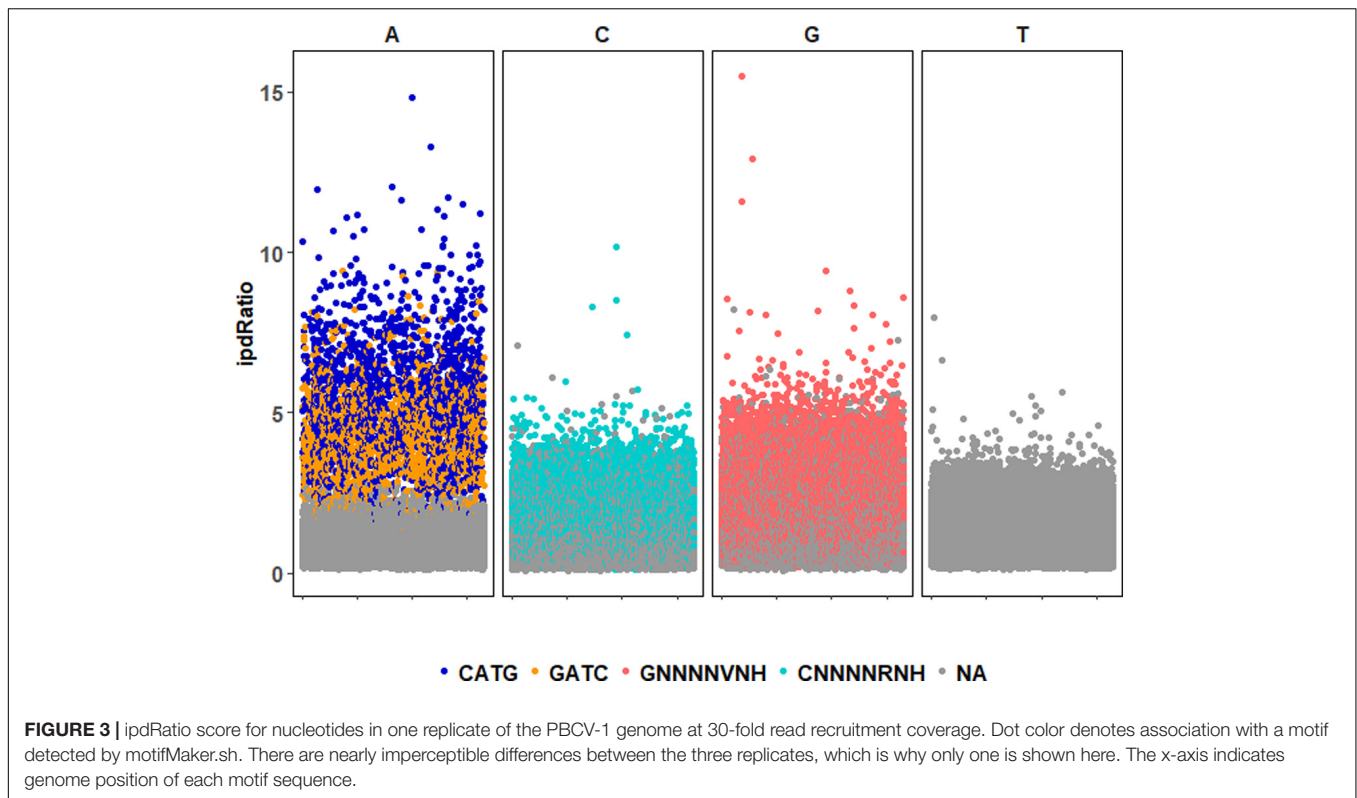 A C G T
15
10
5
0
ipdRatio
CATG GATC GNNNNVNH CNNNNRNH NA
FIGURE 3 | ipdRatio score for nucleotides in one replicate of the PBCV-1 genome at 30-fold read recruitment coverage. Dot color denotes association with a motif
detected by motifMaker.sh. There are nearly imperceptible differences between the three replicates, which is why only one is shown here. The x-axis indicates
genome position of each motif sequence.